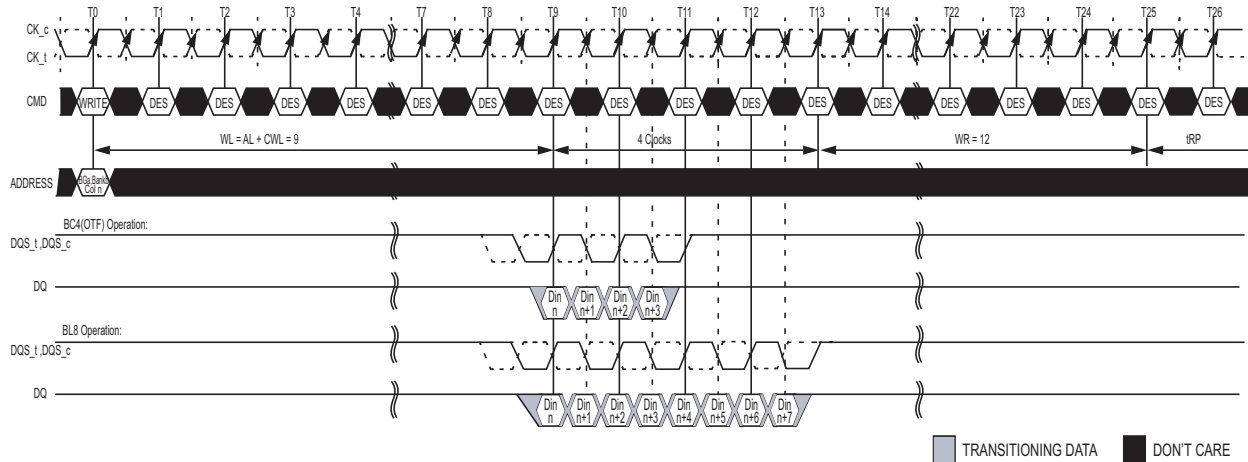 T0 T1 T2 T3 T4 T7 T8 T9 T10 T11 T12 T13 T14 T22 T23 T24 T25 T26
CK_c
CK_t
CMD WRITE DES DES DES DES DES DES DES DES DES DES DES DES DES DES DES DES DES
WL = AL + CWL = 9 4 Clocks WR = 12 tRP
ADDRESS BGa,Bankb
Col n
BC4(OTF) Operation:
DQS_t ,DQS_c
DQ Din n Din n+1 Din n+2 Din n+3
BL8 Operation:
DQS_t ,DQS_c
DQ Din n Din n+1 Din n+2 Din n+3 Din n+4 Din n+5 Din n+6 Din n+7
TRANSITIONING DATA DON'T CARE